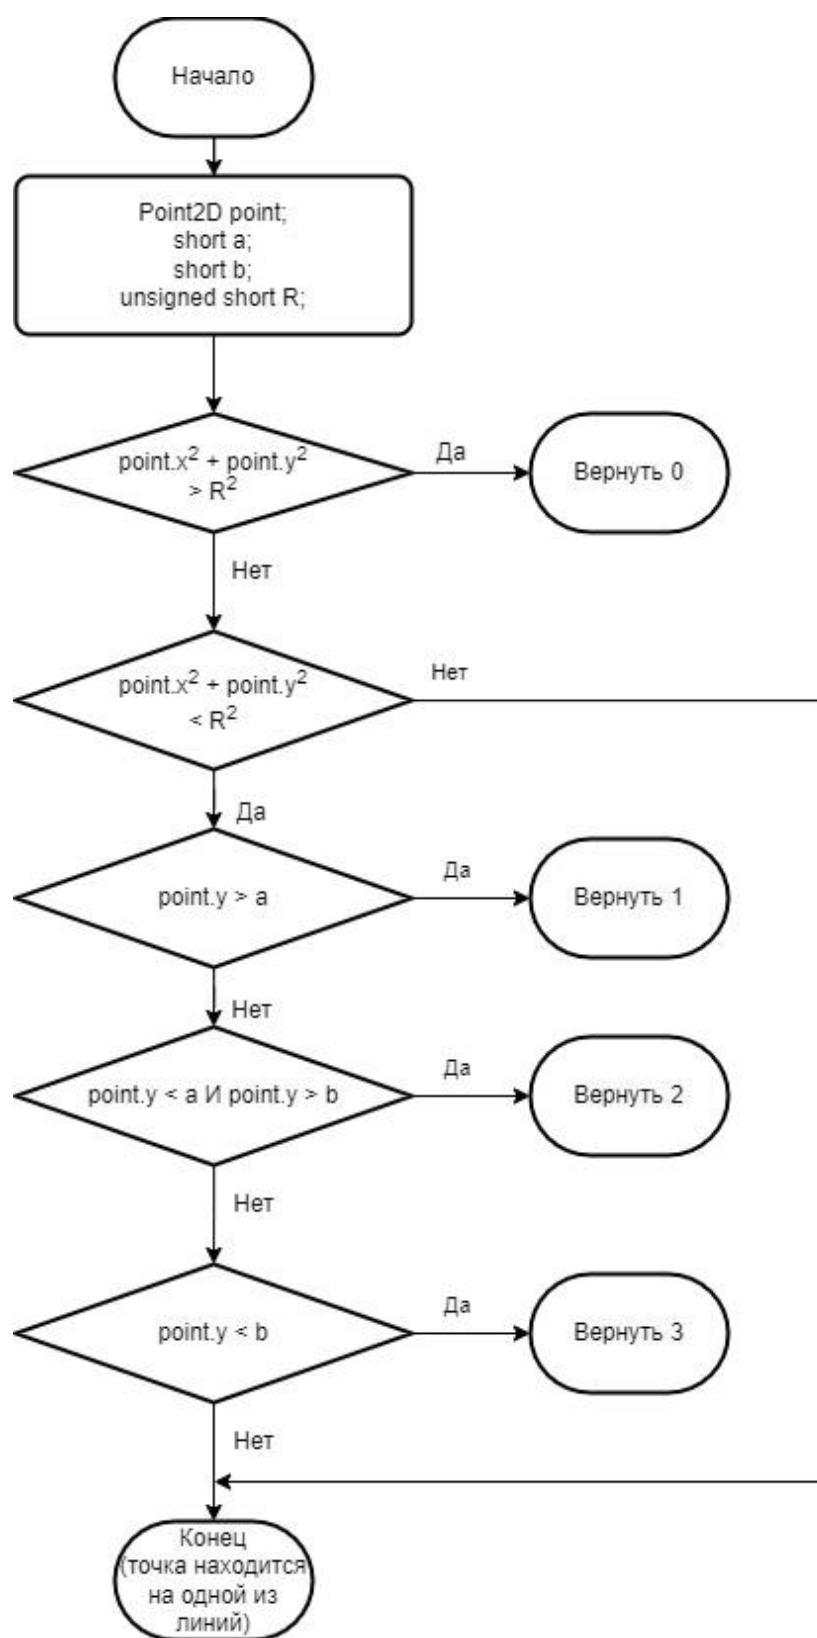 Начало
Point2D point;
short a;
short b;
unsigned short R;
point.x² + point.y²
> R²
Да
Вернуть 0
Нет
point.x² + point.y²
< R²
Нет
Да
point.y > a
Да
Вернуть 1
Нет
point.y < a И point.y > b
Да
Вернуть 2
Нет
point.y < b
Да
Вернуть 3
Нет
Конец
(точка находится
на одной из
линий)